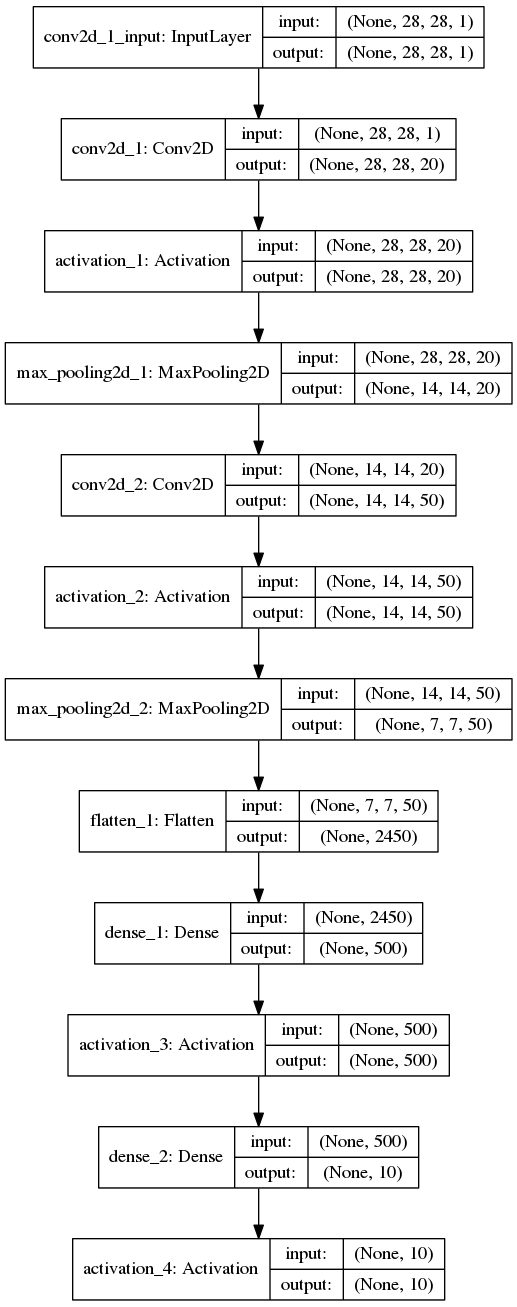 conv2d_1_input: InputLayer
input:
(None, 28, 28, 1)
output:
(None, 28, 28, 1)
conv2d_1: Conv2D
input:
(None, 28, 28, 1)
output:
(None, 28, 28, 20)
activation_1: Activation
input:
(None, 28, 28, 20)
output:
(None, 28, 28, 20)
max_pooling2d_1: MaxPooling2D
input:
(None, 28, 28, 20)
output:
(None, 14, 14, 20)
conv2d_2: Conv2D
input:
(None, 14, 14, 20)
output:
(None, 14, 14, 50)
activation_2: Activation
input:
(None, 14, 14, 50)
output:
(None, 14, 14, 50)
max_pooling2d_2: MaxPooling2D
input:
(None, 14, 14, 50)
output:
(None, 7, 7, 50)
flatten_1: Flatten
input:
(None, 7, 7, 50)
output:
(None, 2450)
dense_1: Dense
input:
(None, 2450)
output:
(None, 500)
activation_3: Activation
input:
(None, 500)
output:
(None, 500)
dense_2: Dense
input:
(None, 500)
output:
(None, 10)
activation_4: Activation
input:
(None, 10)
output:
(None, 10)